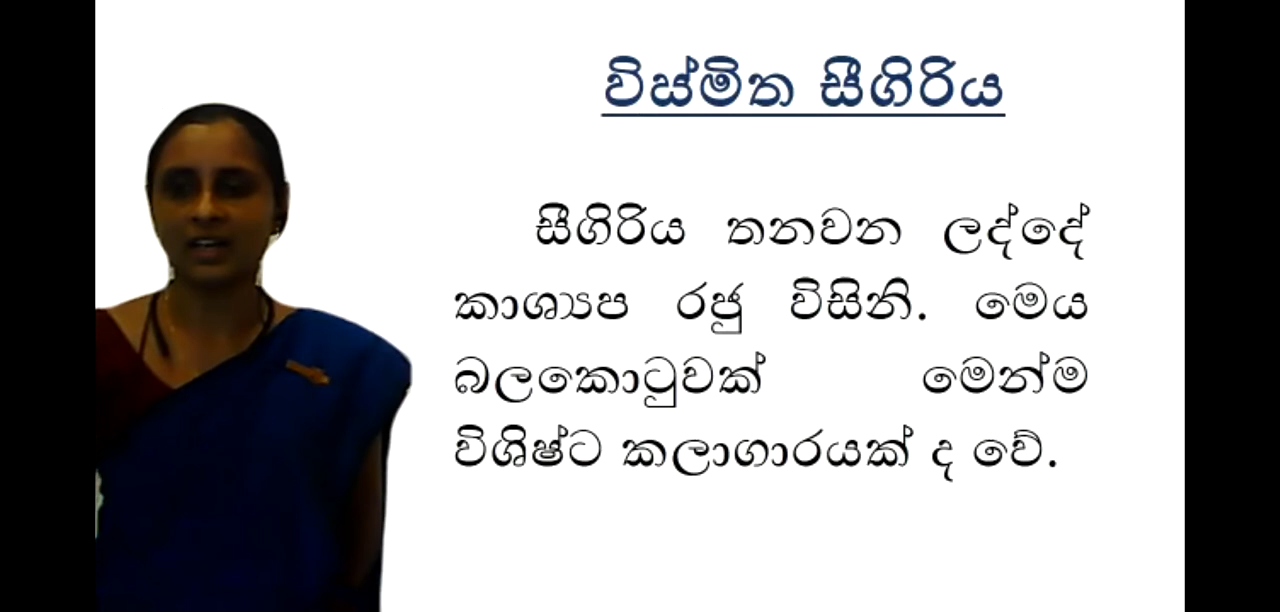 විස්මිත සීගිරිය
සීගිරිය තනවන ලද්දේ
කාශ්‍යප රජු විසිනි. මෙය
බලකොටුවක් මෙන්ම
විශිෂ්ට කලාගාරයක් ද වේ.